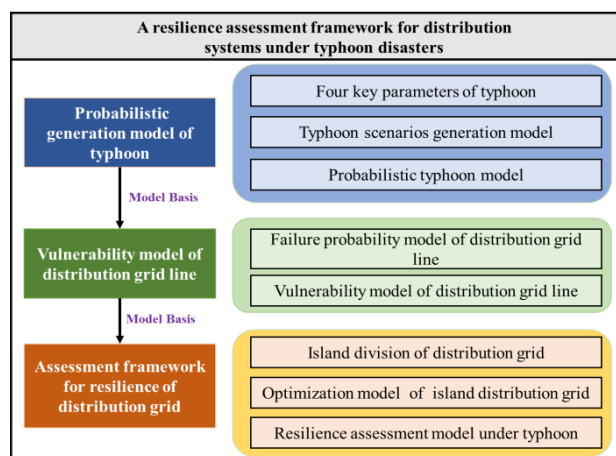 A resilience assessment framework for distribution
systems under typhoon disasters
Probabilistic
generation model of
typhoon
Four key parameters of typhoon
Typhoon scenarios generation model
Probabilistic typhoon model
Model Basis
Vulnerability model of
distribution grid line
Failure probability model of distribution grid
line
Vulnerability model of distribution grid line
Model Basis
Assessment framework
for resilience of
distribution grid
Island division of distribution grid
Optimization model of island distribution grid
Resilience assessment model under typhoon